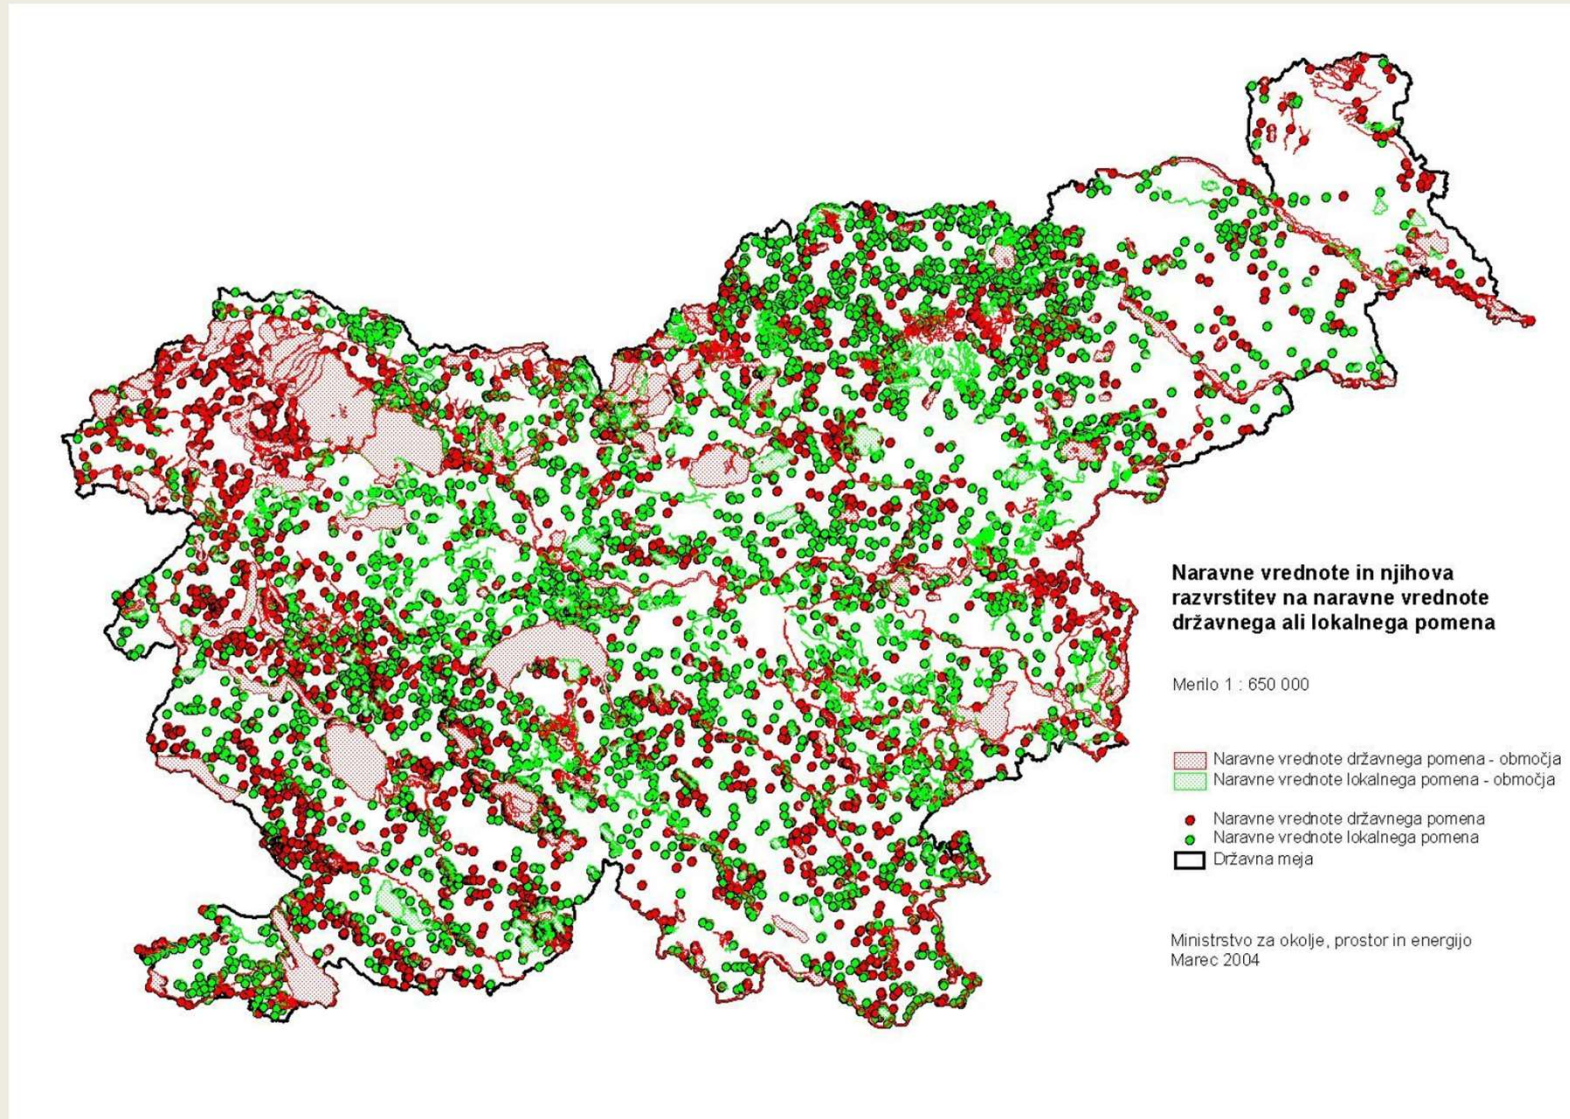 Naravne vrednote in njihova
razvrstitev na naravne vrednote
državnega ali lokalnega pomena
Merilo 1 : 650 000
Naravne vrednote državnega pomena - območja
Naravne vrednote lokalnega pomena - območja
Naravne vrednote državnega pomena
Naravne vrednote lokalnega pomena
Državna meja
Ministrstvo za okolje, prostor in energijo
Marec 2004